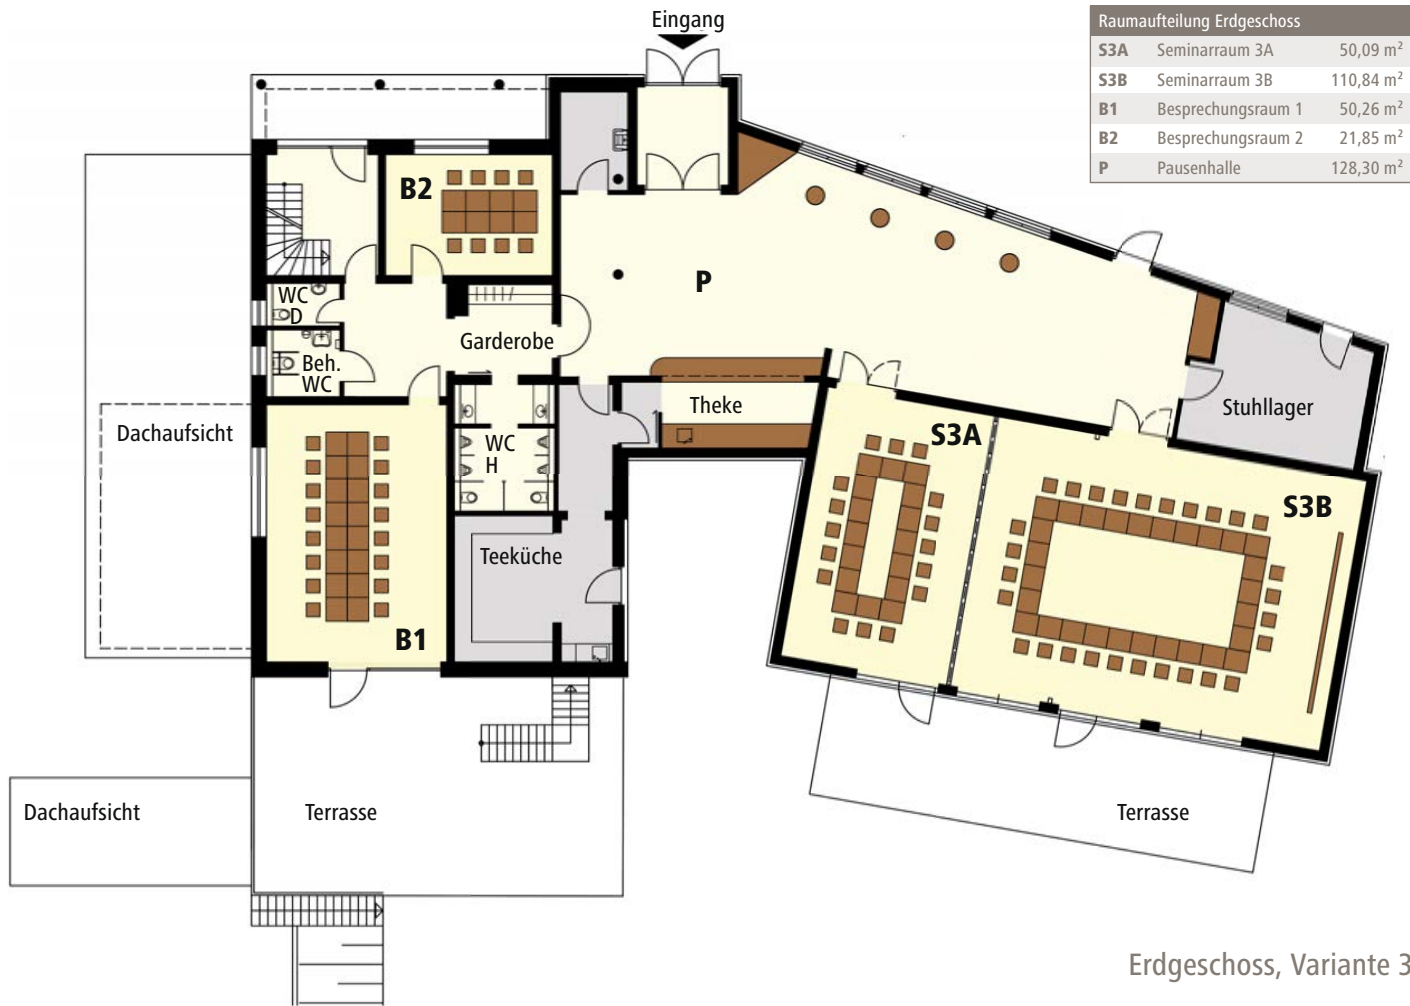 Eingang
Raumaufteilung Erdgeschoss
S3A Seminarraum 3A 50,09 m²
S3B Seminarraum 3B 110,84 m²
B1 Besprechungsraum 1 50,26 m²
B2 Besprechungsraum 2 21,85 m²
P Pausenhalle 128,30 m²
B2
P
WC
D
Garderobe
Beh.
WC
Theke
Stuhllager
Dachaufsicht
WC
H
S3A
S3B
Teeküche
B1
Dachaufsicht
Terrasse
Terrasse
Erdgeschoss, Variante 3